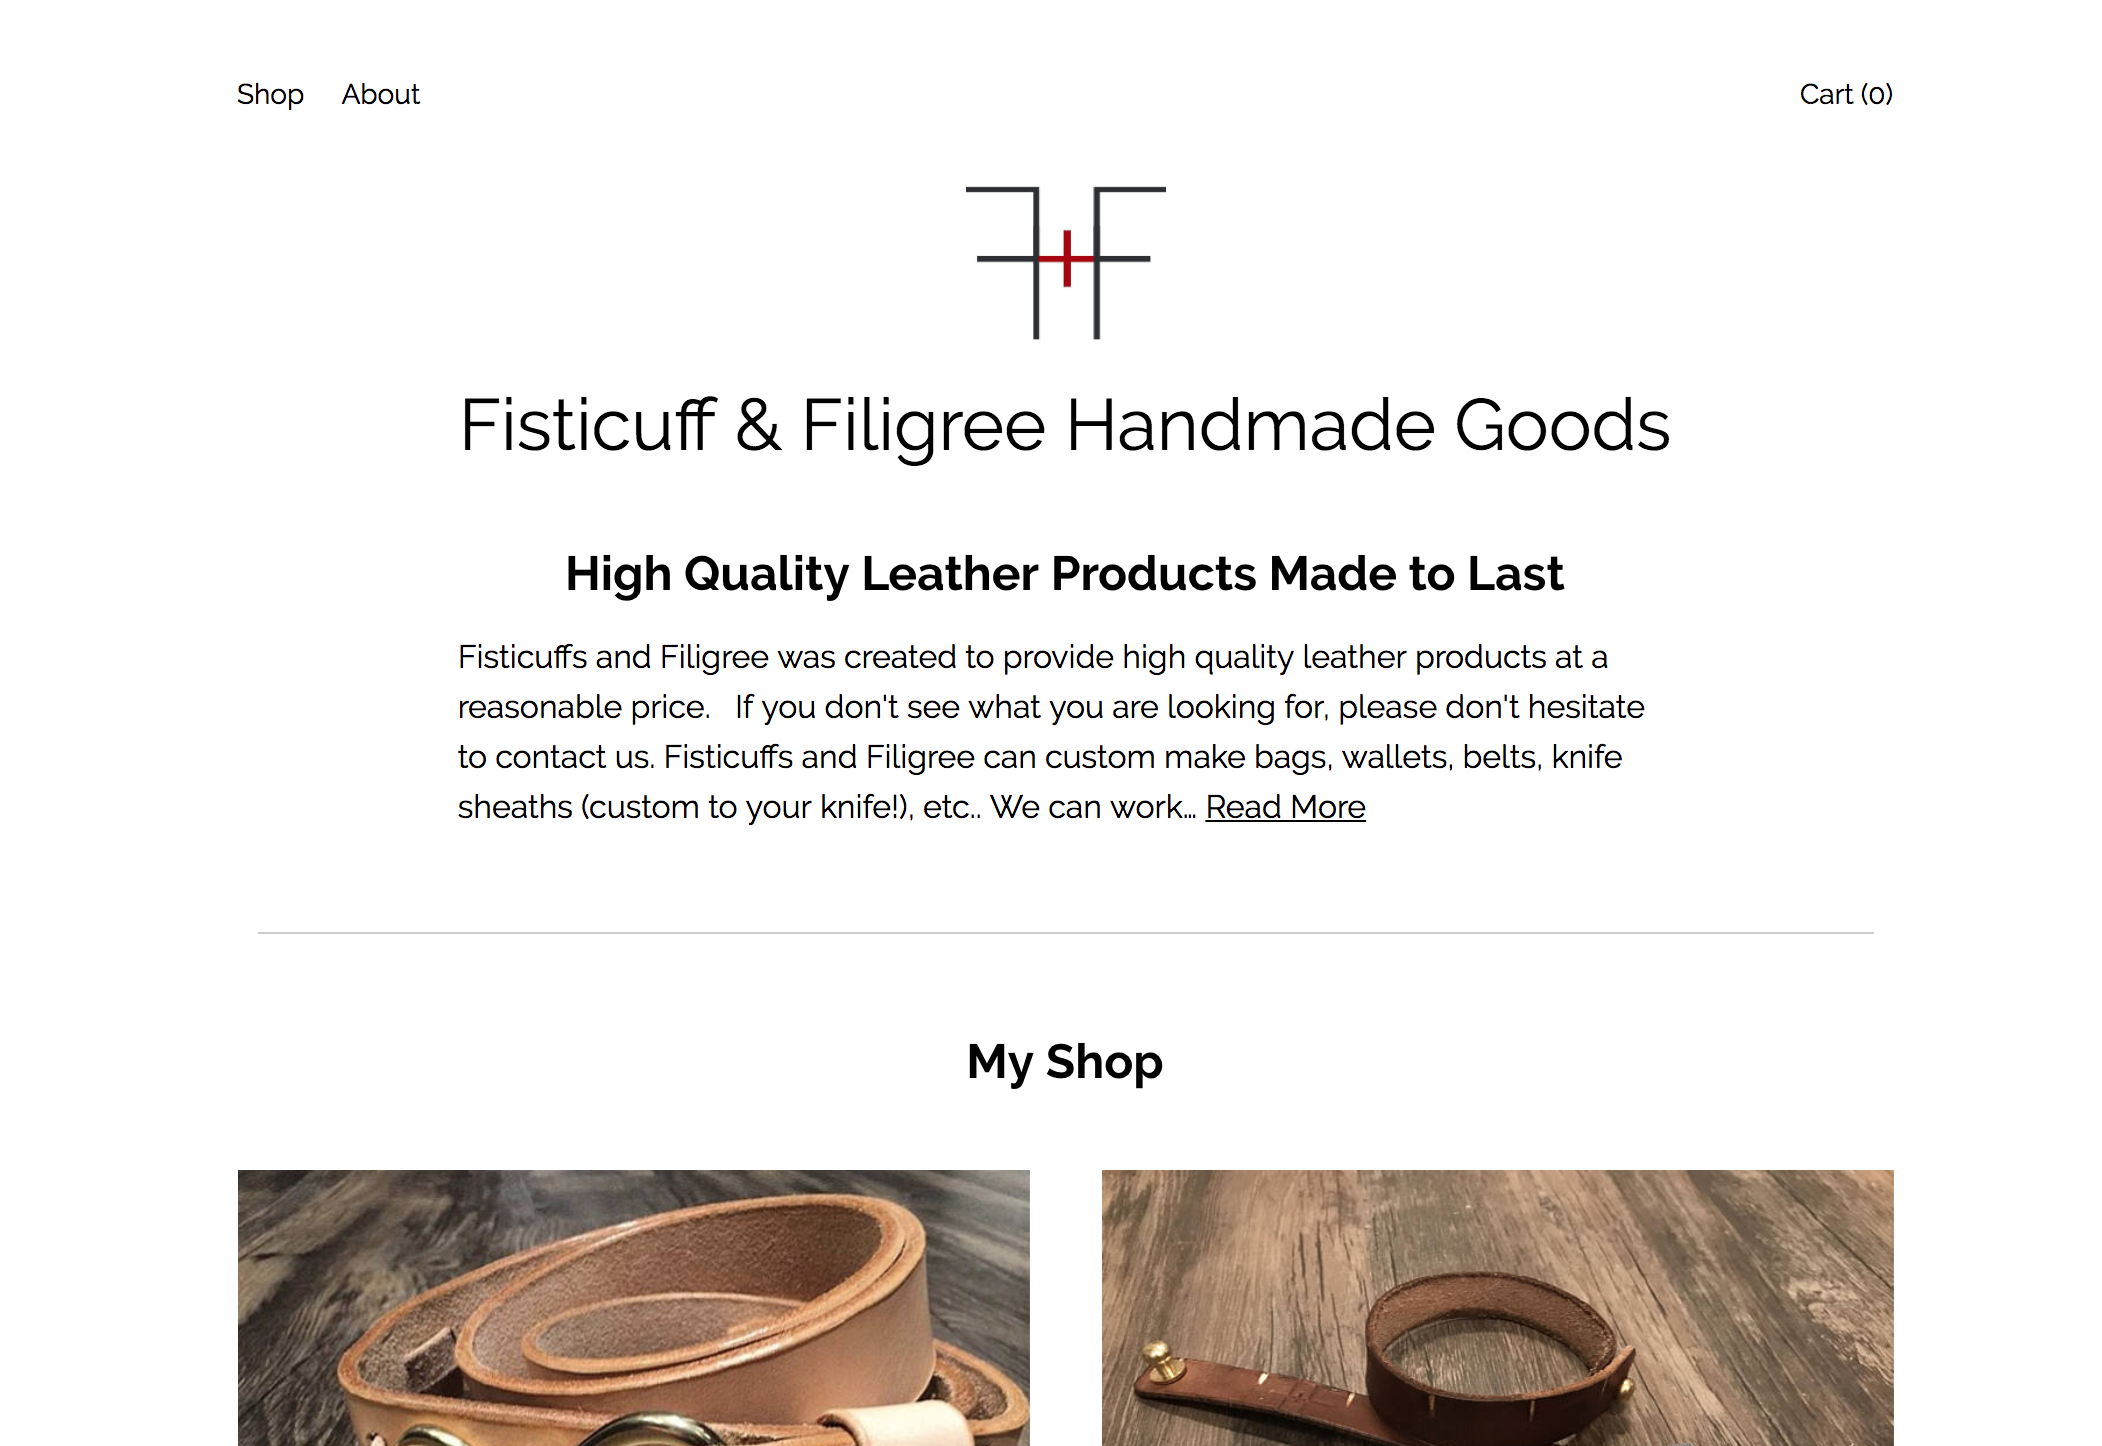 Shop About Cart (0)
Fisticuff & Filigree Handmade Goods
High Quality Leather Products Made to Last
Fisticuffs and Filigree was created to provide high quality leather products at a
reasonable price.   If you don't see what you are looking for, please don't hesitate
to contact us. Fisticuffs and Filigree can custom make bags, wallets, belts, knife
sheaths (custom to your knife!), etc.. We can work... Read More
My Shop